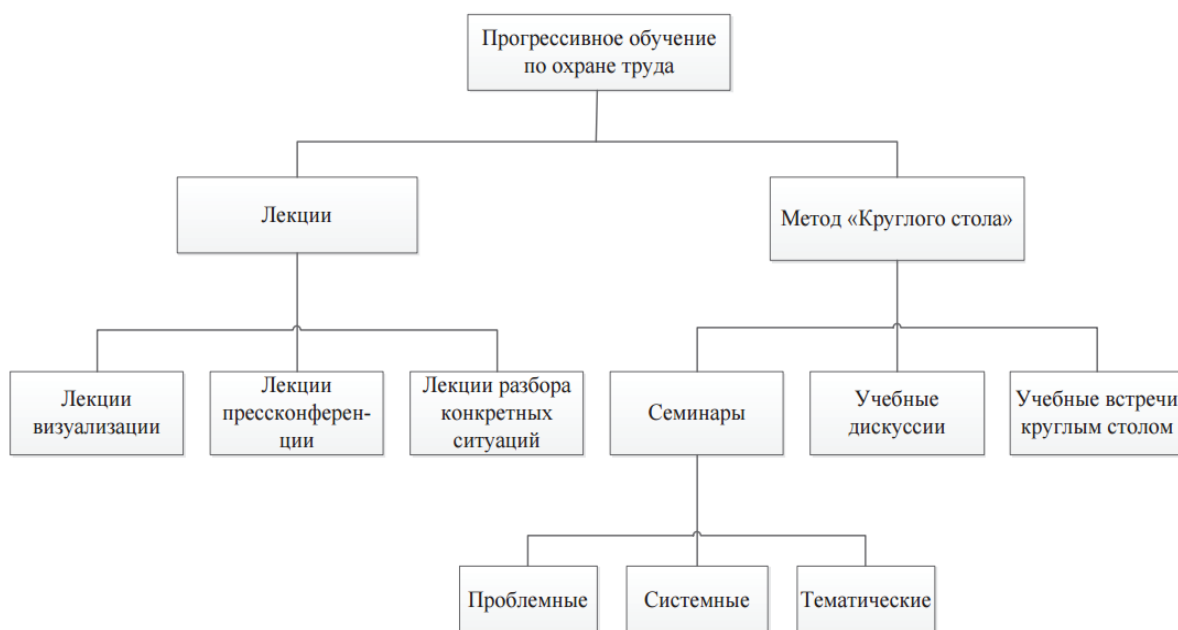 Прогрессивное обучение
по охране труда
Лекции
Метод «Круглого стола»
Лекции
визуализации
Лекции
прессконферен-
ции
Лекции разбора
конкретных
ситуаций
Семинары
Учебные
дискуссии
Учебные встречи
круглым столом
Проблемные
Системные
Тематические